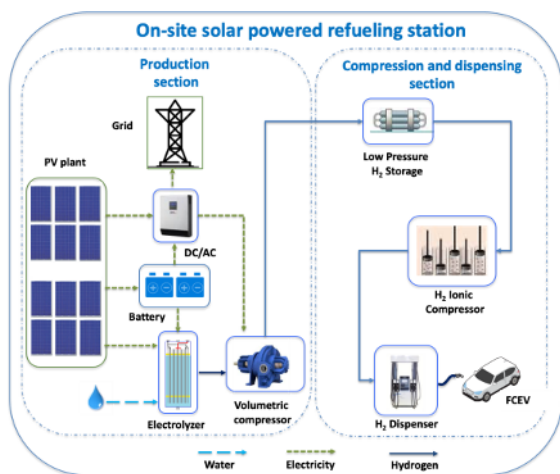 On-site solar powered refueling station
Production
section
Compression and dispensing
section
Grid
PV plant
Low Pressure
H₂ Storage
DC/AC
Battery
H₂ Ionic
Compressor
Electrolyzer
Volumetric
compressor
H₂ Dispenser
FCEV
Water
Electricity
Hydrogen